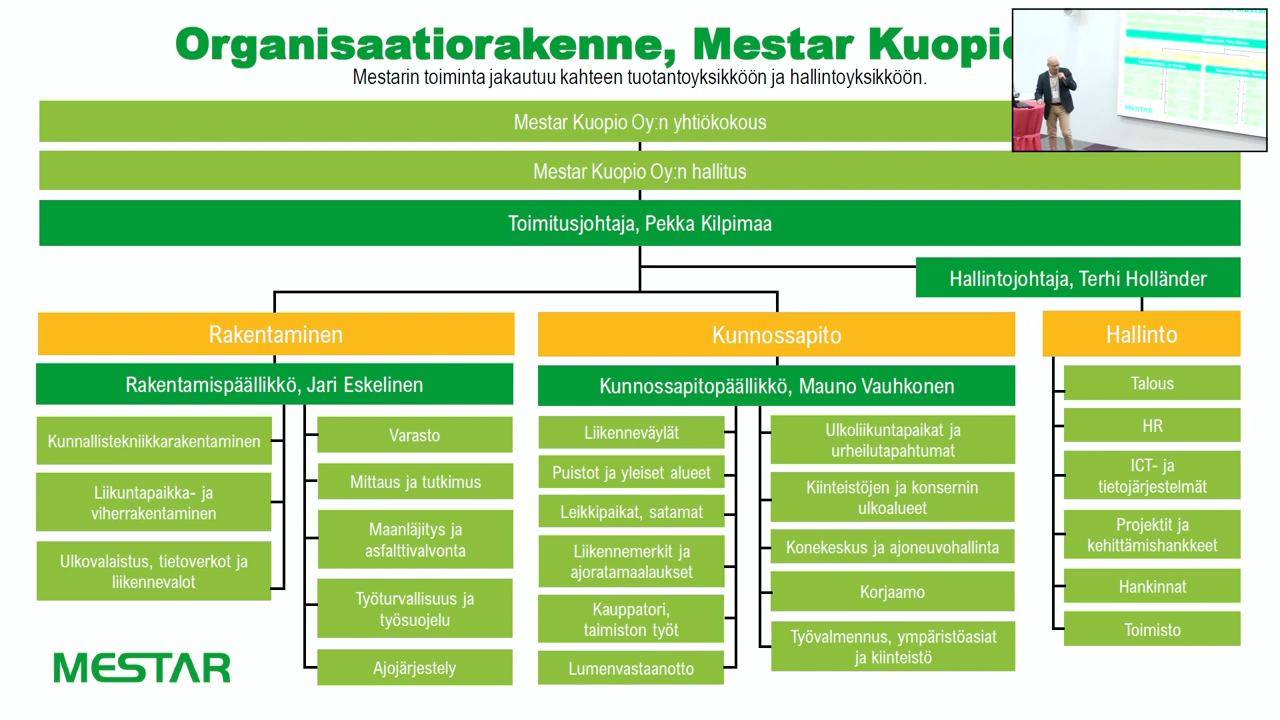 Organisaatiorakenne, Mestar Kuopio
Mestarin toiminta jakautuu kahteen tuotantoyksikköön ja hallintoyksikköön.
Mestar Kuopio Oy:n yhtiökokous
Mestar Kuopio Oy:n hallitus
Toimitusjohtaja, Pekka Kilpimaa
Hallintojohtaja, Terhi Holländer
Rakentaminen
Rakentamispäällikkö, Jari Eskelinen
Kunnallistekniikkarakentaminen
Liikuntapaikka- ja
viherrakentaminen
Ulkovalaistus, tietoverkot ja
liikennevalot
Varasto
Mittaus ja tutkimus
Maanläjitys ja
asfalttivalvonta
Työturvallisuus ja
työsuojelu
Ajojärjestely
Kunnossapito
Kunnossapitopäällikkö, Mauno Vauhkonen
Liikenneväylät
Puistot ja yleiset alueet
Leikkipaikat, satamat
Liikennemerkit ja
ajoratamaalaukset
Kauppatori,
taimiston työt
Lumenvastaanotto
Ulkoliikuntapaikat ja
urheilutapahtumat
Kiinteistöjen ja konsernin
ulkoalueet
Konekeskus ja ajoneuvohallinta
Korjaamo
Työvalmennus, ympäristöasiat
ja kiinteistö
Hallinto
Talous
HR
ICT- ja
tietojärjestelmät
Projektit ja
kehittämishankkeet
Hankinnat
Toimisto
MESTAR
MESTAR